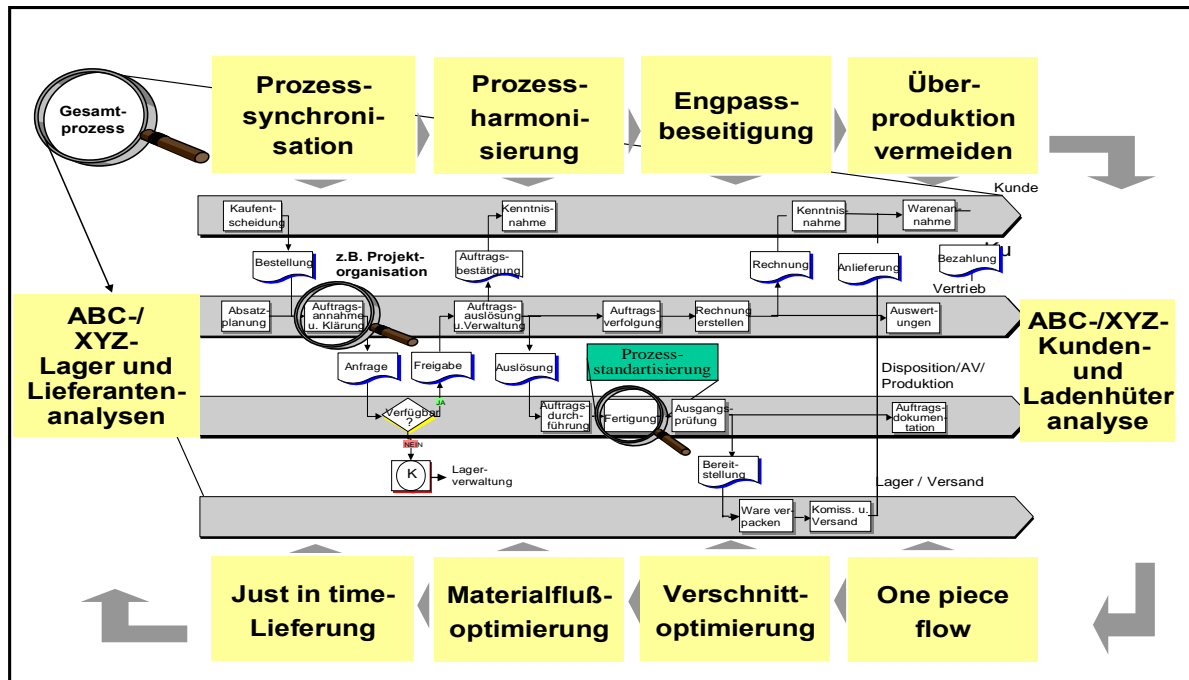 Gesamt-
prozess
Prozess-
synchroni-
sation
Prozess-
harmoni-
sierung
Engpass-
beseitigung
Über-
produktion
vermeiden
Kunde
Kaufent-
scheidung
Kenntnis-
nahme
Kenntnis-
nahme
Warenan-
nahme
Bestellung
z.B. Projekt-
organisation
Auftrags-
bestätigung
Rechnung
Anlieferung
Bezahlung
Ku
Vertrieb
ABC-/
XYZ-
Lager und
Lieferanten-
analysen
Absatz-
planung
Auftrags-
annahme
u. Klärung
Auftrags-
auslösung
u.Verwaltung
Auftrags-
verfolgung
Rechnung
erstellen
Auswert-
ungen
ABC-/XYZ-
Kunden-
und
Ladenhüter
analyse
Anfrage
Freigabe
Auslösung
Prozess-
standartisierung
Disposition/AV/
Produktion
Verfügbar
?
JA
NEIN
Auftrags-
durch-
führung
Fertigung
Ausgangs-
prüfung
Auftrags-
dokumen-
tation
K
Lager-
verwaltung
Bereit-
stellung
Lager / Versand
Ware ver-
packen
Komiss. u.
Versand
Just in time-
Lieferung
Materialfluß-
optimierung
Verschnitt-
optimierung
One piece
flow